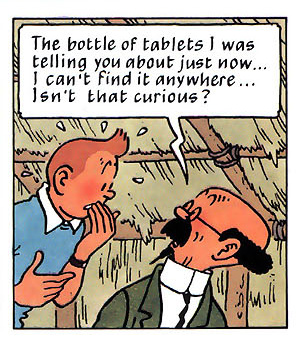 The bottle of tablets I was
telling you about just now...
I can't find it anywhere...
Isn't that curious?